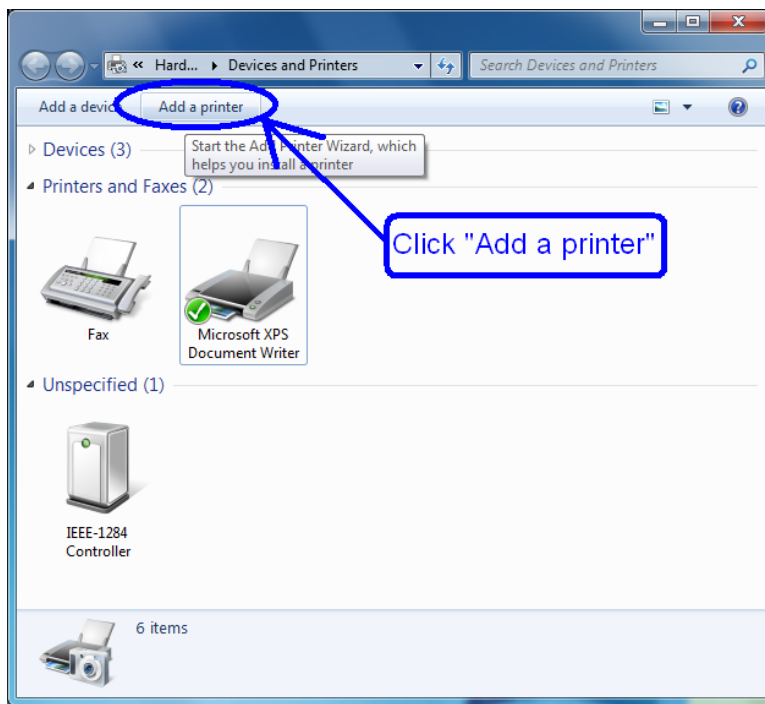 « Hard... ▸ Devices and Printers
Search Devices and Printers
Add a device
Add a printer
Start the Add Printer Wizard, which
helps you install a printer
Devices (3)
Printers and Faxes (2)
Click "Add a printer"
Fax
Microsoft XPS
Document Writer
Unspecified (1)
IEEE-1284
Controller
6 items